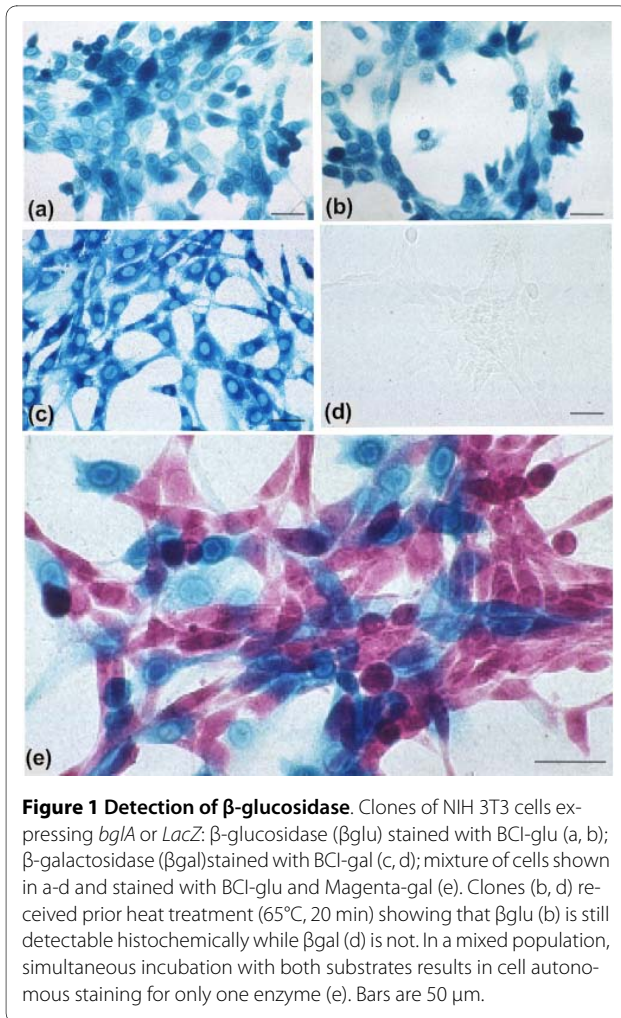 (a)
(b)
(c)
(d)
(e)
Figure 1 Detection of β-glucosidase. Clones of NIH 3T3 cells ex-
pressing bglA or LacZ: β-glucosidase (βglu) stained with BCI-glu (a, b);
β-galactosidase (βgal)stained with BCI-gal (c, d); mixture of cells shown
in a-d and stained with BCI-glu and Magenta-gal (e). Clones (b, d) re-
ceived prior heat treatment (65°C, 20 min) showing that βglu (b) is still
detectable histochemically while βgal (d) is not. In a mixed population,
simultaneous incubation with both substrates results in cell autono-
mous staining for only one enzyme (e). Bars are 50 μm.